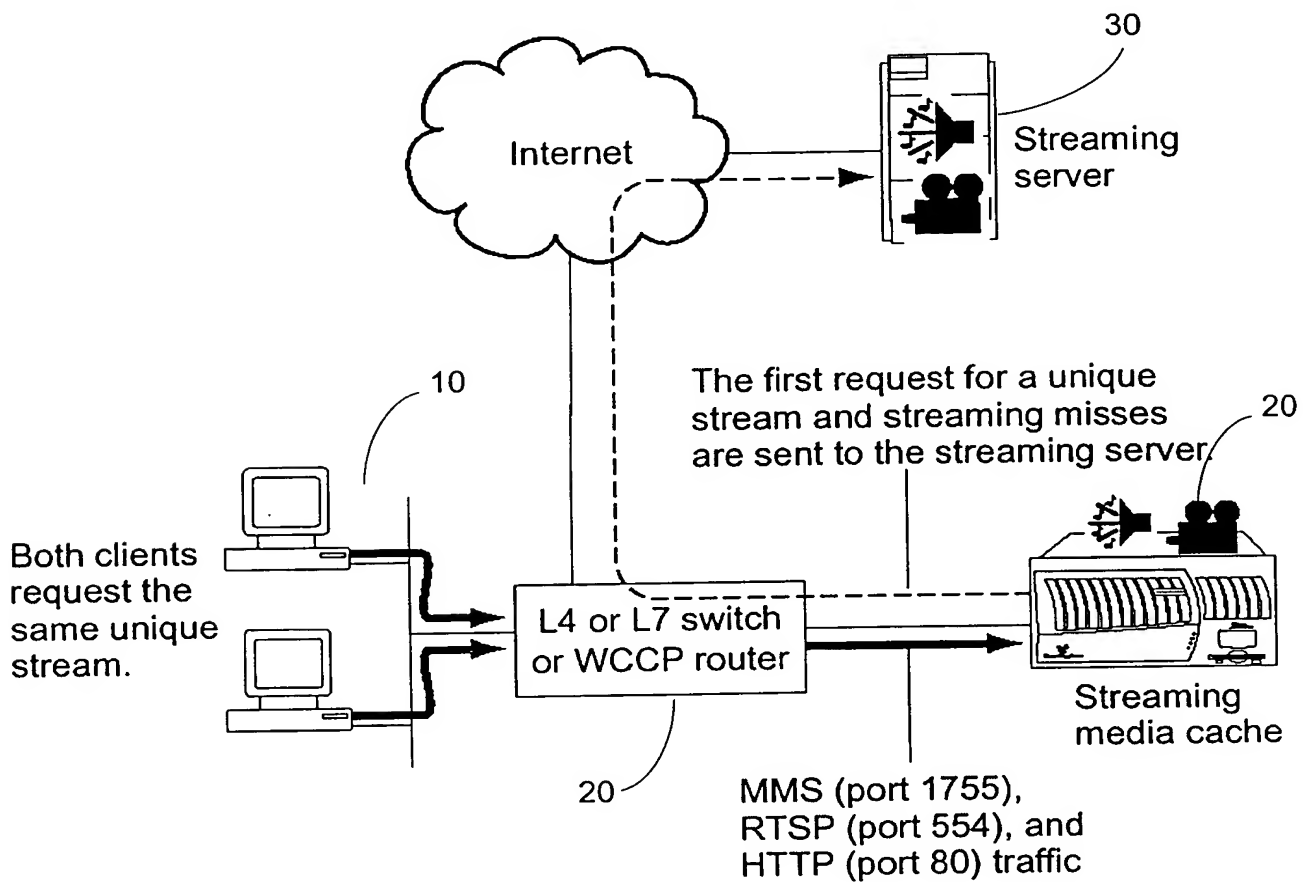 30
Internet
Streaming
server
10
The first request for a unique
stream and streaming misses
are sent to the streaming server.
20
Both clients
request the
same unique
stream.
L4 or L7 switch
or WCCP router
Streaming
media cache
20
MMS (port 1755),
RTSP (port 554), and
HTTP (port 80) traffic